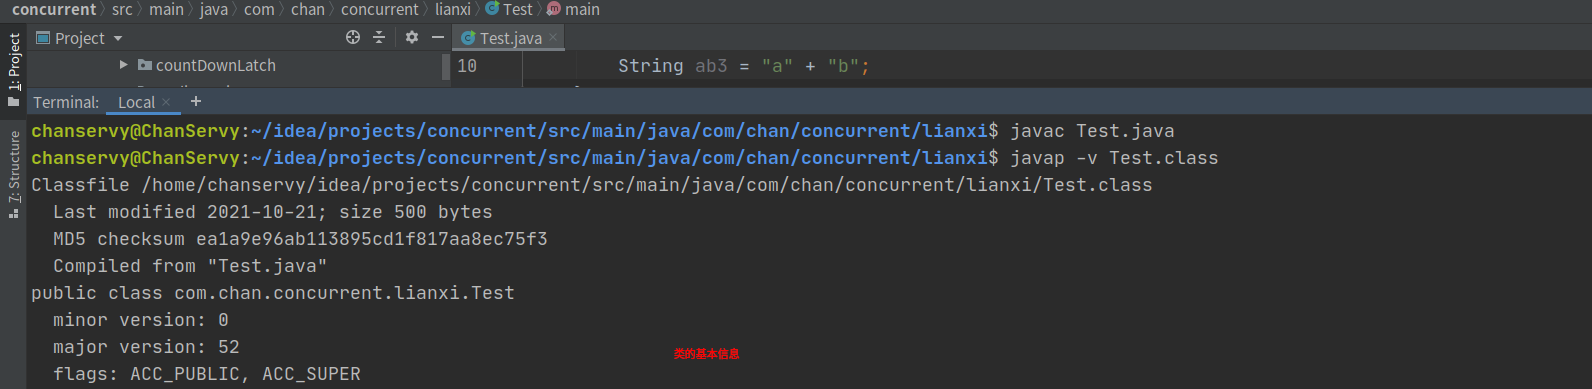 concurrent › src › main › java › com › chan › concurrent › lianxi › Test › main
1: Project
Project
Test.java ×
countDownLatch
10 String ab3 = "a" + "b";
Terminal: Local × +
7: Structure
chanservy@ChanServy:~/idea/projects/concurrent/src/main/java/com/chan/concurrent/lianxi$ javac Test.java
chanservy@ChanServy:~/idea/projects/concurrent/src/main/java/com/chan/concurrent/lianxi$ javap -v Test.class
Classfile /home/chanservy/idea/projects/concurrent/src/main/java/com/chan/concurrent/lianxi/Test.class
Last modified 2021-10-21; size 500 bytes
MD5 checksum ea1a9e96ab113895cd1f817aa8ec75f3
Compiled from "Test.java"
public class com.chan.concurrent.lianxi.Test
minor version: 0
major version: 52
类的基本信息
flags: ACC_PUBLIC, ACC_SUPER